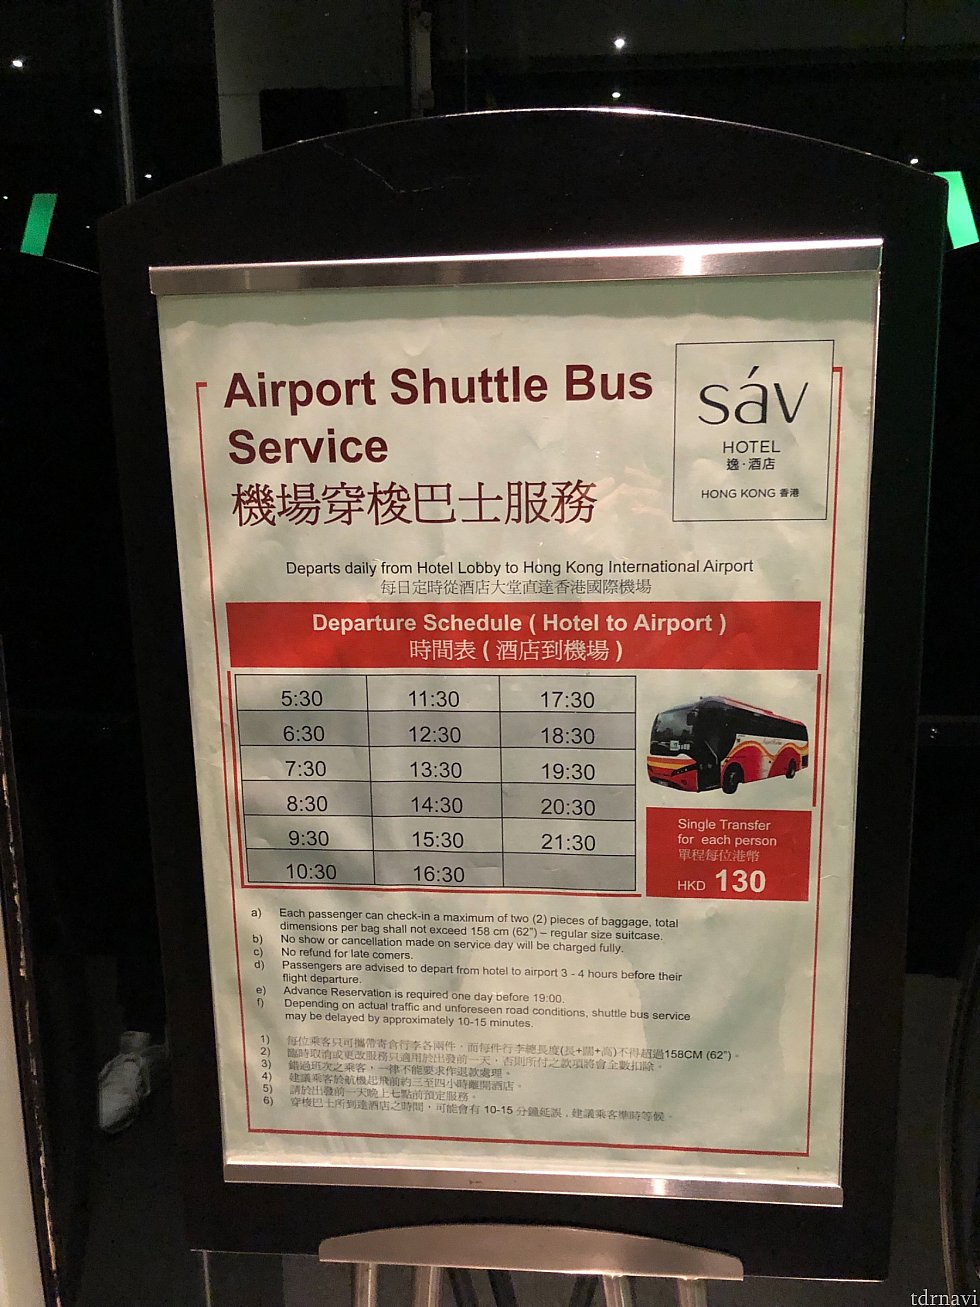 Airport Shuttle Bus
Service
機場穿梭巴士服務
sáv
HOTEL
逸·酒店
HONG KONG 香港
Departs daily from Hotel Lobby to Hong Kong International Airport
每日定時從酒店大堂直達香港國際機場
Departure Schedule ( Hotel to Airport )
時間表 ( 酒店到機場 )
5:30 11:30 17:30
6:30 12:30 18:30
7:30 13:30 19:30
8:30 14:30 20:30
9:30 15:30 21:30
10:30 16:30
Single Transfer
for each person
單程每位港幣
HKD 130
a) Each passenger can check-in a maximum of two (2) pieces of baggage, total
dimensions per bag shall not exceed 158 cm (62") – regular size suitcase.
b) No show or cancellation made on service day will be charged fully.
c) No refund for late comers.
d) Passengers are advised to depart from hotel to airport 3 - 4 hours before their
flight departure.
e) Advance Reservation is required one day before 19:00.
f) Depending on actual traffic and unforeseen road conditions, shuttle bus service
may be delayed by approximately 10-15 minutes.
1) 每位乘客只可攜帶寄倉行李各兩件，而每件行李總長度(長+闊+高)不得超過158CM (62")。
2) 臨時取消或更改服務只適用於出發前一天，否則所付之款項將會全數扣除。
3) 錯過班次之乘客，一律不能要求作退款處理。
4) 建議乘客於航機起飛前約三至四小時離開酒店。
5) 請於出發前一天晚上七點前預定服務。
6) 穿梭巴士所到達酒店之時間，可能會有 10-15 分鐘延誤 , 建議乘客準時等候。
tdrnavi